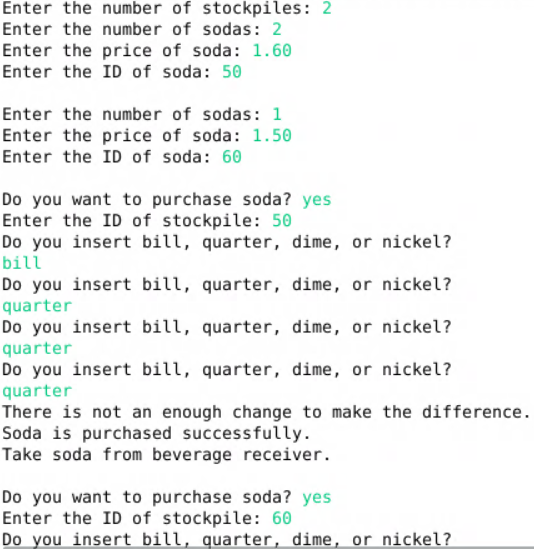 Enter the number of stockpiles: 2
Enter the number of sodas: 2
Enter the price of soda: 1.60
Enter the ID of soda: 50
Enter the number of sodas: 1
Enter the price of soda: 1.50
Enter the ID of soda: 60
Do you want to purchase soda? yes
Enter the ID of stockpile: 50
Do you insert bill, quarter, dime, or nickel?
bill
Do you insert bill, quarter, dime, or nickel?
quarter
Do you insert bill, quarter, dime, or nickel?
quarter
Do you insert bill, quarter, dime, or nickel?
quarter
There is not an enough change to make the difference.
Soda is purchased successfully.
Take soda from beverage receiver.
Do you want to purchase soda? yes
Enter the ID of stockpile: 60
Do you insert bill, quarter, dime, or nickel?